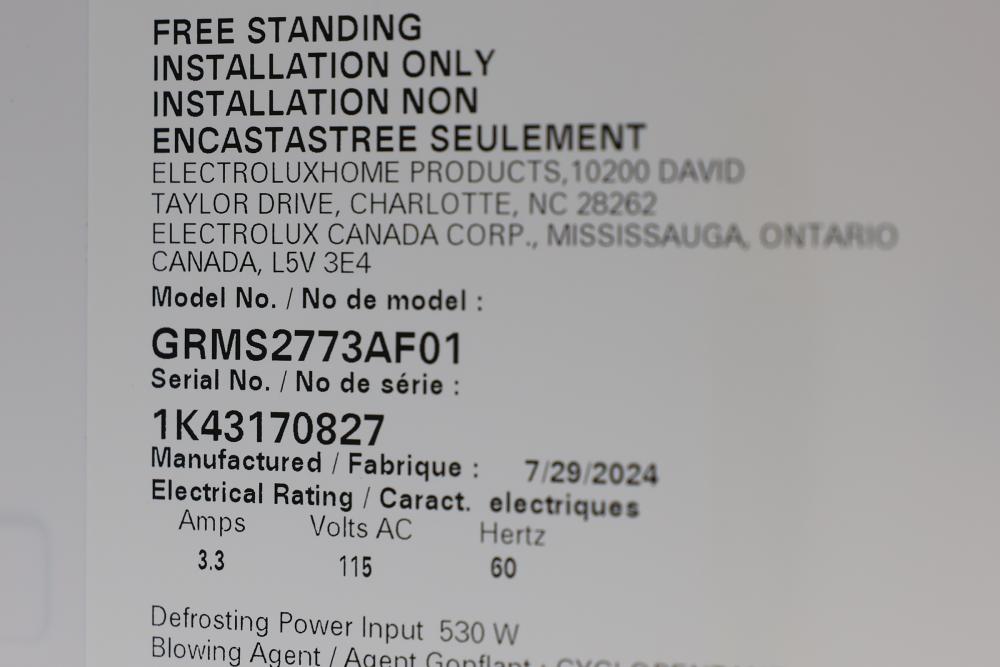 FREE STANDING
INSTALLATION ONLY
INSTALLATION NON
ENCASTASTREE SEULEMENT
ELECTROLUXHOME PRODUCTS,10200 DAVID
TAYLOR DRIVE, CHARLOTTE, NC 28262
ELECTROLUX CANADA CORP., MISSISSAUGA, ONTARIO
CANADA, L5V 3E4
Model No. / No de model :
GRMS2773AF01
Serial No. / No de série :
1K43170827
Manufactured / Fabrique : 7/29/2024
Electrical Rating / Caract. electriques
Amps Volts AC Hertz
3.3 115 60
Defrosting Power Input 530 W
Blowing Agent / Agent Gonflant :